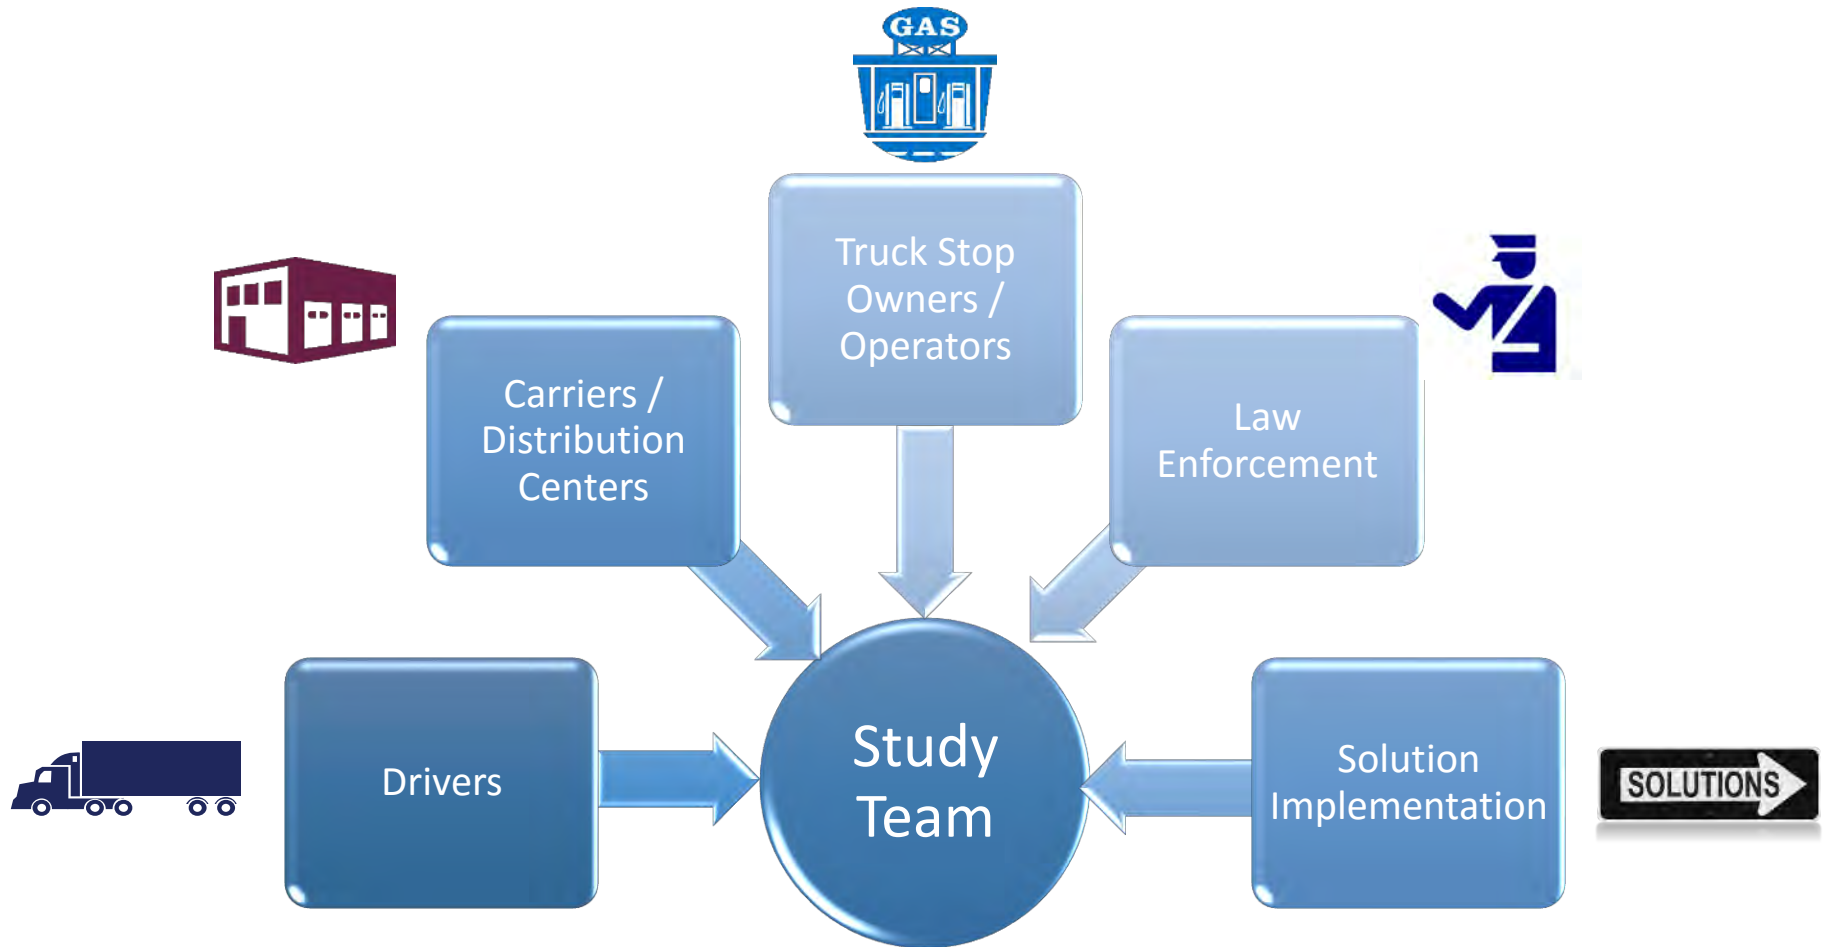 GAS
Truck Stop
Owners /
Operators
Carriers /
Distribution
Centers
Law
Enforcement
Drivers
Study
Team
Solution
Implementation
SOLUTIONS